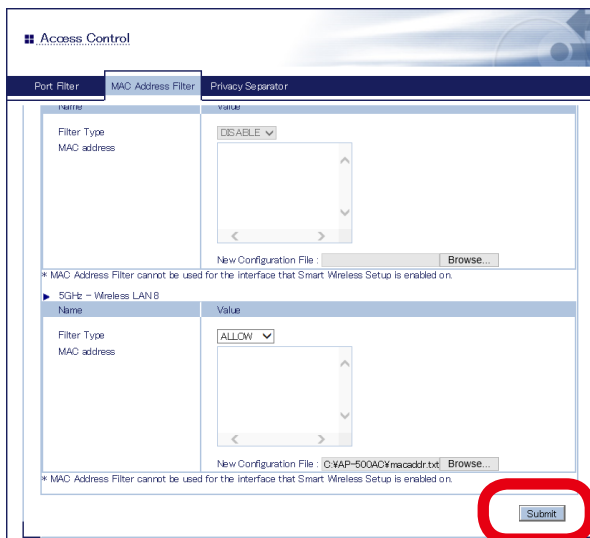 Access Control
Port Filter MAC Address Filter Privacy Separator
Name Value
Filter Type DISABLE
MAC address
New Configuration File : Browse...
* MAC Address Filter cannot be used for the interface that Smart Wireless Setup is enabled on.
5GHz - Wireless LAN8
Name Value
Filter Type ALLOW
MAC address
New Configuration File : C:¥AP-500AC¥macaddr.txt Browse...
* MAC Address Filter cannot be used for the interface that Smart Wireless Setup is enabled on.
Submit